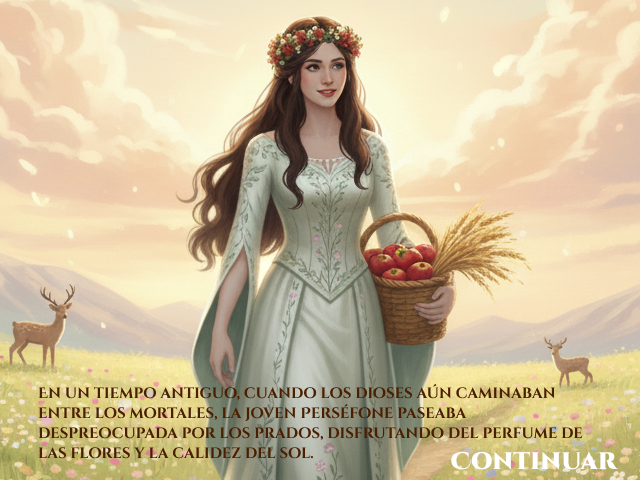 En un tiempo antiguo, cuando los dioses aún caminaban
entre los mortales, la joven Perséfone paseaba
despreocupada por los prados, disfrutando del perfume de
las flores y la calidez del sol.
Continuar